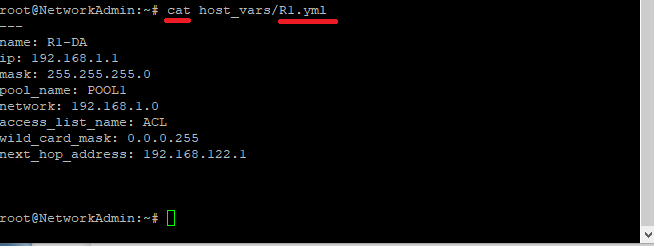 root@NetworkAdmin:~# cat host_vars/R1.yml
---
name: R1-DA
ip: 192.168.1.1
mask: 255.255.255.0
pool_name: POOL1
network: 192.168.1.0
access_list_name: ACL
wild_card_mask: 0.0.0.255
next_hop_address: 192.168.122.1
root@NetworkAdmin:~#